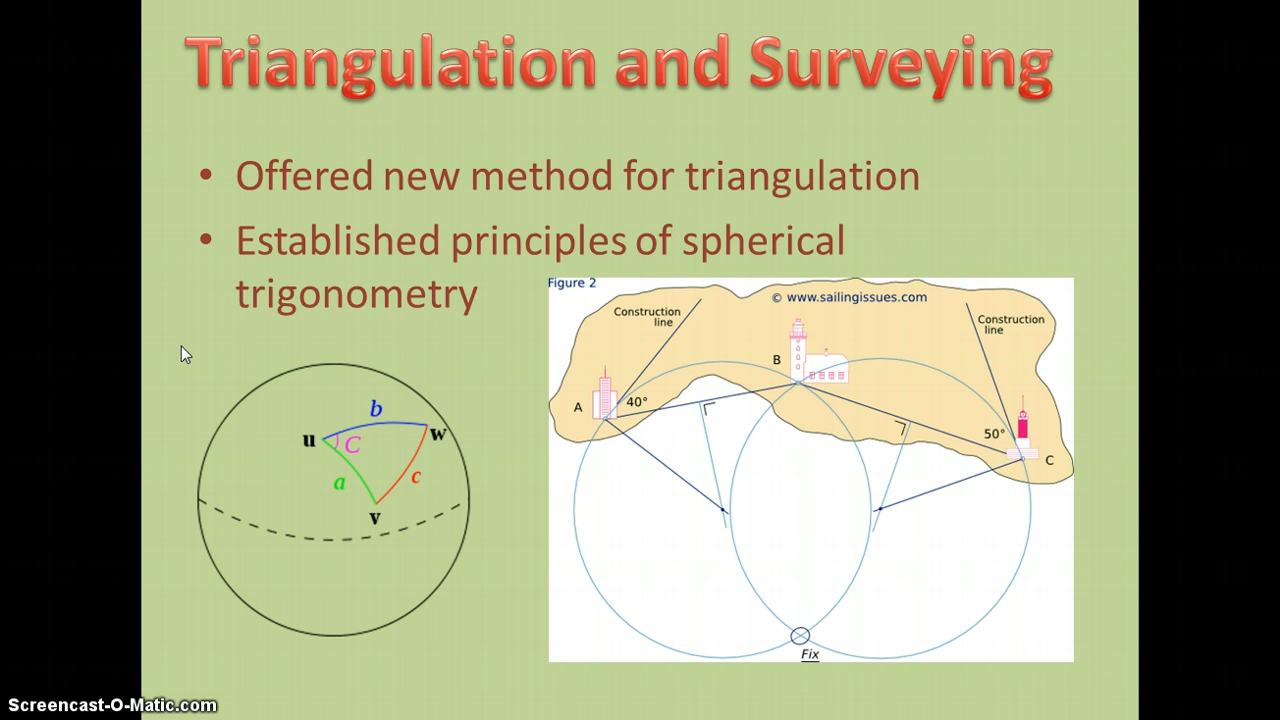 Triangulation and Surveying
• Offered new method for triangulation
• Established principles of spherical
trigonometry
Figure 2
© www.sailingissues.com
Construction
line
Construction
line
B
A
40°
50°
C
Fix
b
u
C
w
a
c
v
Screencast-O-Matic.com